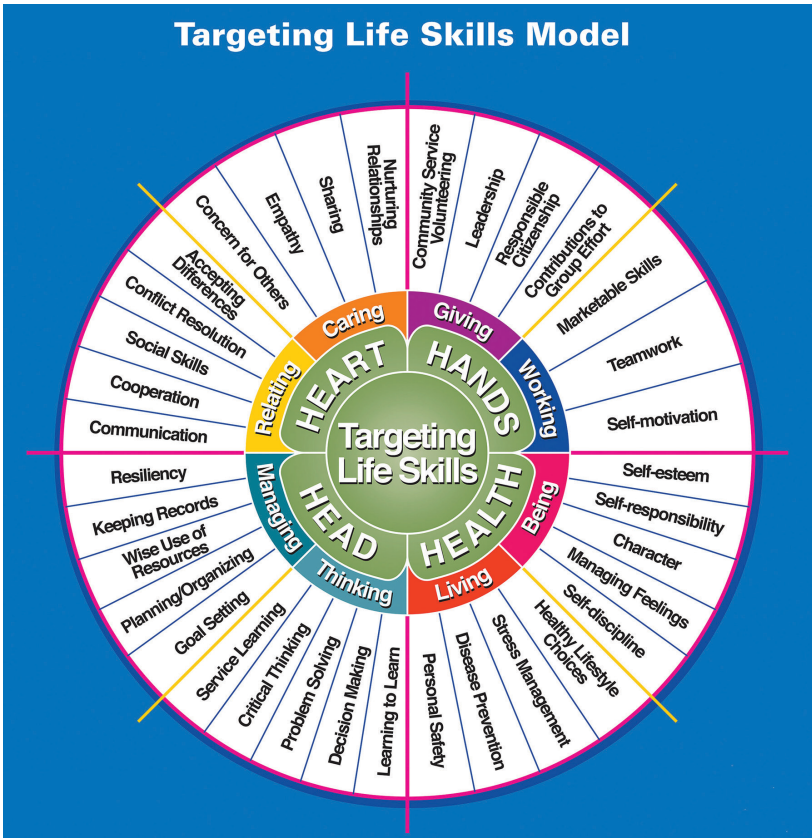 Targeting Life Skills Model
Targeting
Life Skills
HEART
HANDS
HEALTH
HEAD
Caring
Giving
Working
Being
Living
Thinking
Managing
Relating
Community Service
Volunteering
Leadership
Responsible
Citizenship
Contributions to
Group Effort
Marketable Skills
Teamwork
Self-motivation
Self-esteem
Self-responsibility
Character
Managing Feelings
Self-discipline
Healthy Lifestyle
Choices
Stress Management
Disease Prevention
Personal Safety
Learning to Learn
Decision Making
Problem Solving
Critical Thinking
Service Learning
Goal Setting
Planning/Organizing
Wise Use of
Resources
Keeping Records
Resiliency
Communication
Cooperation
Social Skills
Conflict Resolution
Accepting
Differences
Concern for Others
Empathy
Sharing
Nurturing
Relationships